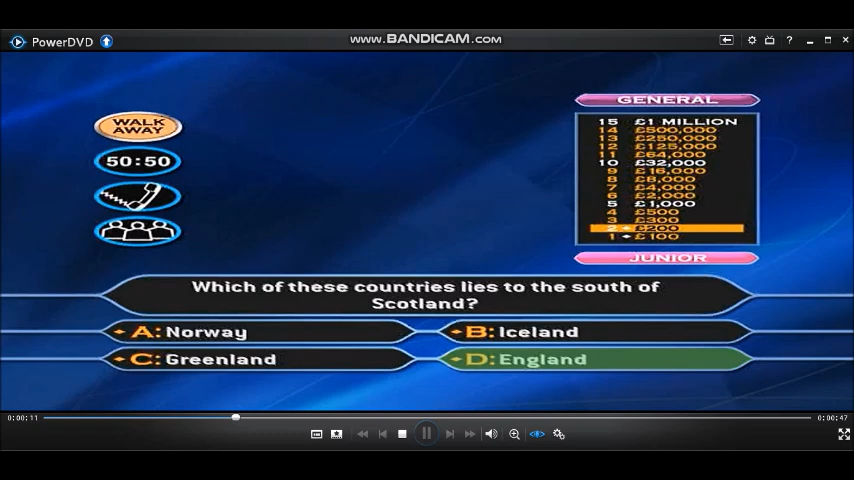 www.BANDICAM.com
PowerDVD
GENERAL
WALK
AWAY
50:50
15 £1 MILLION
14 £500,000
13 £250,000
12 £125,000
11 £64,000
10 £32,000
9 £16,000
8 £8,000
7 £4,000
6 £2,000
5 £1,000
4 £500
3 £300
2 £200
1 £100
JUNIOR
Which of these countries lies to the south of
Scotland?
A: Norway
B: Iceland
C: Greenland
D: England
0:00:11
0:00:47